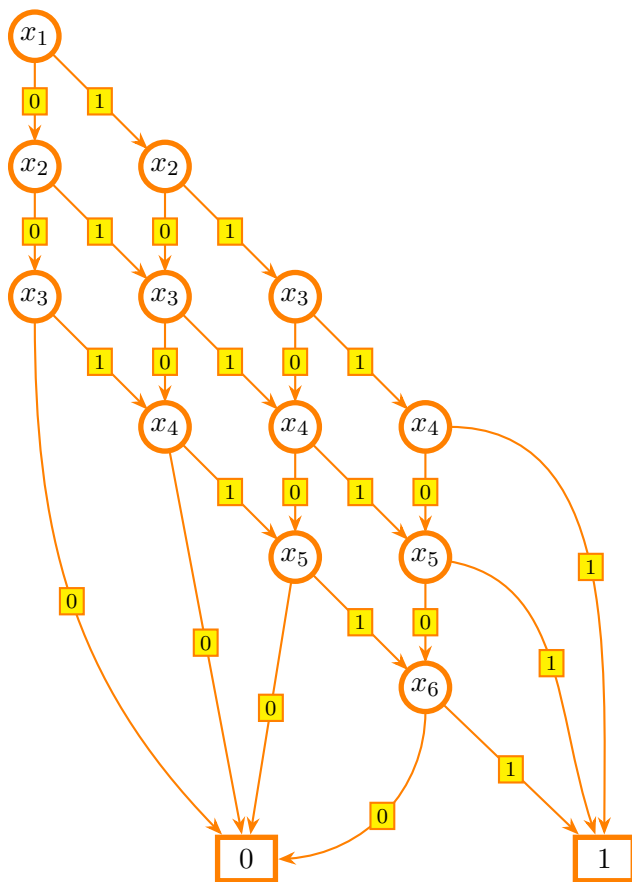 x₁
0 1
x₂ x₂
0 1 0 1
x₃ x₃ x₃
1 0 1 0 1
x₄ x₄ x₄
1 0 1 0
x₅ x₅
1
0 1 0
0 1
x₆
0
1
0
0 1